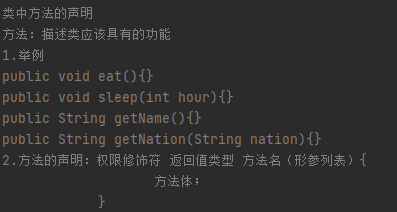 类中方法的声明
方法：描述类应该具有的功能
1.举例
public void eat(){}
public void sleep(int hour){}
public String getName(){}
public String getNation(String nation){}
2.方法的声明：权限修饰符 返回值类型 方法名（形参列表）{
方法体；
}